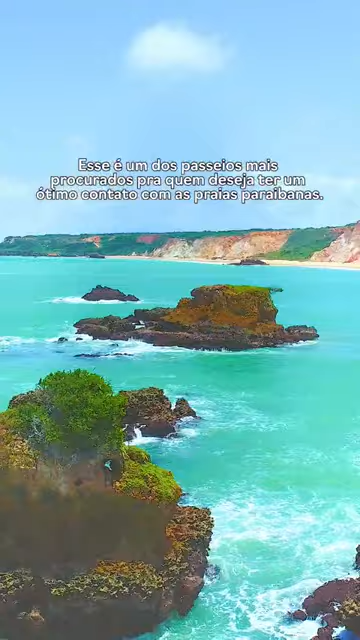 Esse é um dos passeios mais
procurados pra quem deseja ter um
ótimo contato com as praias paraibanas.